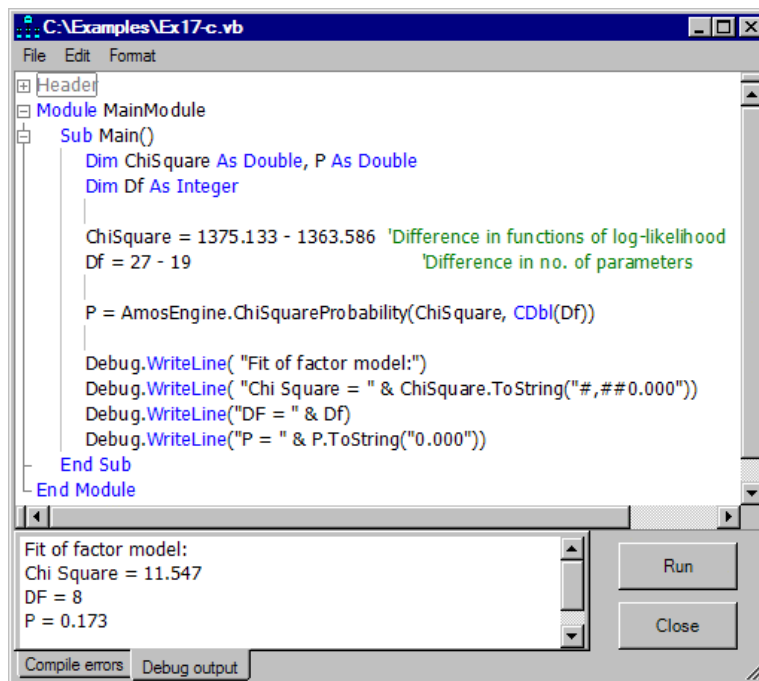 C:\Examples\Ex17-c.vb
File Edit Format
Header
Module MainModule
Sub Main()
Dim ChiSquare As Double, P As Double
Dim Df As Integer
ChiSquare = 1375.133 - 1363.586 'Difference in functions of log-likelihood
Df = 27 - 19 'Difference in no. of parameters
P = AmosEngine.ChiSquareProbability(ChiSquare, CDbl(Df))
Debug.WriteLine( "Fit of factor model:")
Debug.WriteLine( "Chi Square = " & ChiSquare.ToString("#,##0.000"))
Debug.WriteLine("DF = " & Df)
Debug.WriteLine("P = " & P.ToString("0.000"))
End Sub
End Module
Fit of factor model:
Chi Square = 11.547
DF = 8
P = 0.173
Run
Close
Compile errors Debug output